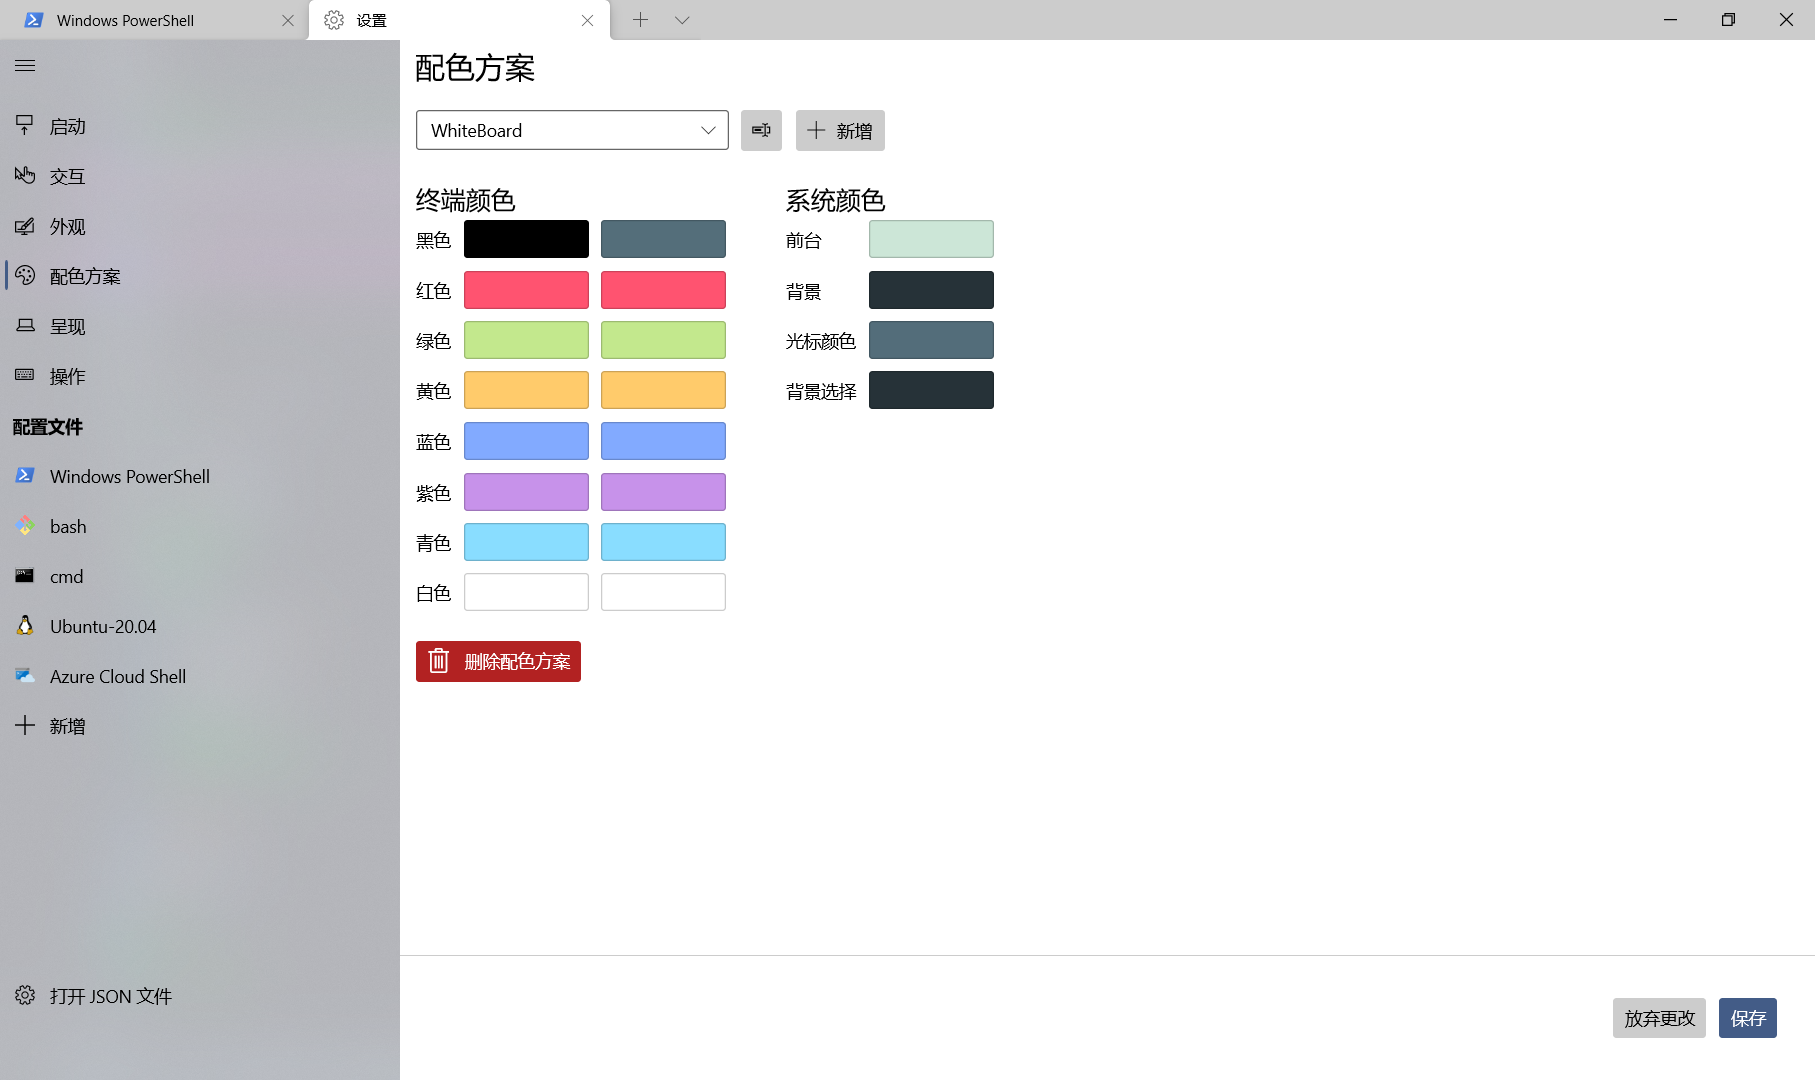 Windows PowerShell
设置
启动
交互
外观
配色方案
呈现
操作
配置文件
Windows PowerShell
bash
cmd
Ubuntu-20.04
Azure Cloud Shell
新增
打开 JSON 文件
配色方案
WhiteBoard
新增
终端颜色
黑色
红色
绿色
黄色
蓝色
紫色
青色
白色
系统颜色
前台
背景
光标颜色
背景选择
删除配色方案
放弃更改
保存